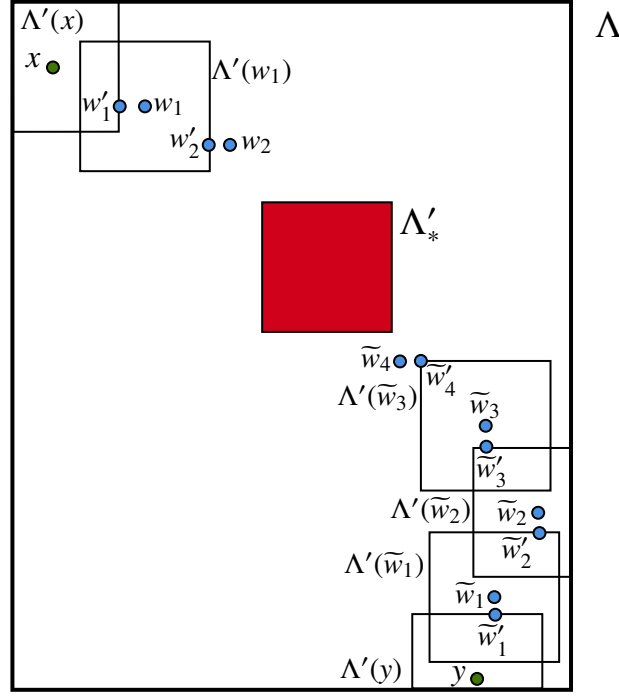 Λ′(x)
Λ
x
Λ′(w₁)
w′₁ w₁
w′₂ w₂
Λ′_*
w̃₄ w̃′₄
Λ′(w̃₃)
w̃₃
w̃′₃
Λ′(w̃₂) w̃₂
w̃′₂
Λ′(w̃₁)
w̃₁
w̃′₁
Λ′(y) y